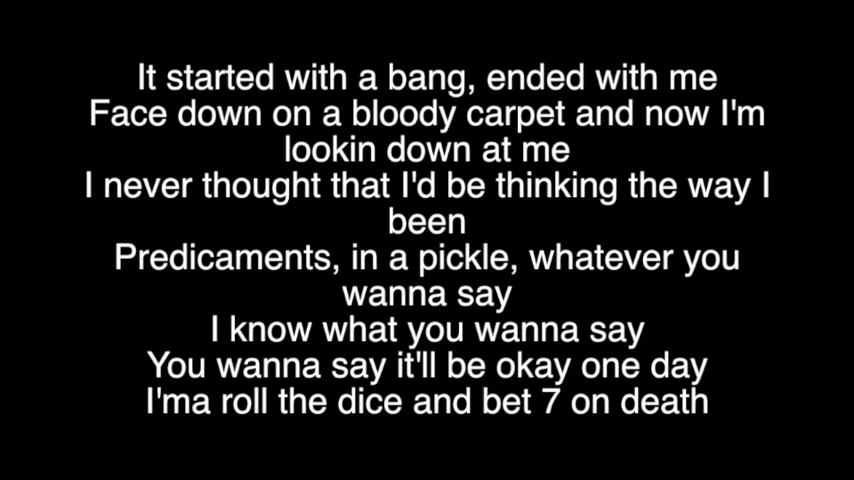 It started with a bang, ended with me
Face down on a bloody carpet and now I'm
lookin down at me
I never thought that I'd be thinking the way I
been
Predicaments, in a pickle, whatever you
wanna say
I know what you wanna say
You wanna say it'll be okay one day
I'ma roll the dice and bet 7 on death